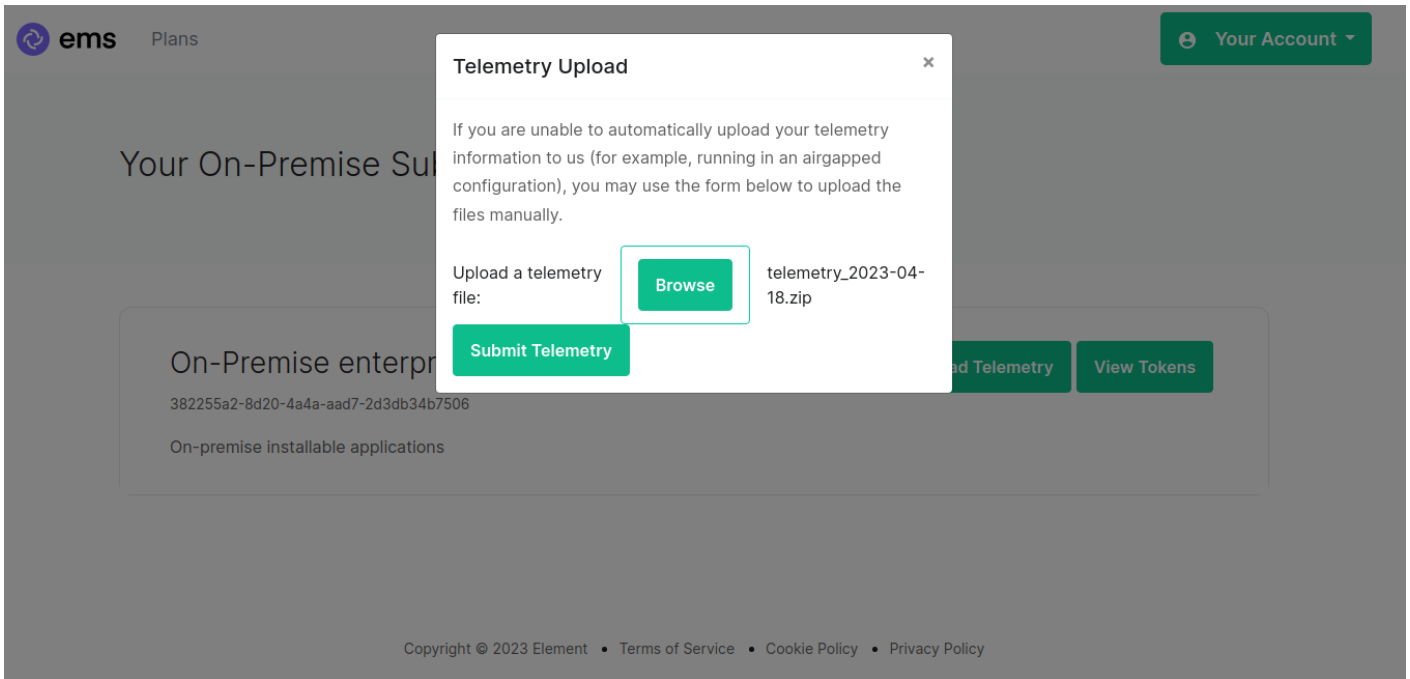 ems
Plans
Your Account
Telemetry Upload
×
If you are unable to automatically upload your telemetry
information to us (for example, running in an airgapped
configuration), you may use the form below to upload the
files manually.
Your On-Premise
Upload a telemetry
file:
Browse
telemetry_2023-04-
18.zip
Submit Telemetry
On-Premise enterpr
ad Telemetry
View Tokens
382255a2-8d20-4a4a-aad7-2d3db34b7506
On-premise installable applications
Copyright © 2023 Element • Terms of Service • Cookie Policy • Privacy Policy